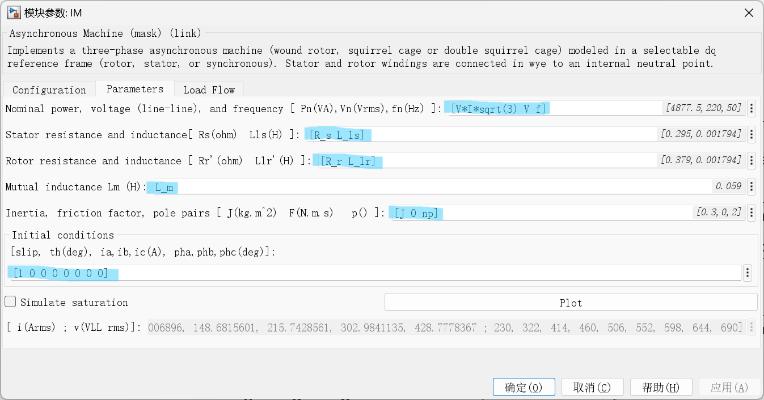 模块参数: IM
Asynchronous Machine (mask) (link)
Implements a three-phase asynchronous machine (wound rotor, squirrel cage or double squirrel cage) modeled in a selectable dq
reference frame (rotor, stator, or synchronous). Stator and rotor windings are connected in wye to an internal neutral point.
Configuration Parameters Load Flow
Nominal power, voltage (line-line), and frequency [ Pn(VA),Vn(Vrms),fn(Hz) ]: [V*I*sqrt(3) V f] [4877.5,220,50]
Stator resistance and inductance[ Rs(ohm) Lls(H) ]: [R_s L_ls] [0.295,0.001794]
Rotor resistance and inductance [ Rr'(ohm) Llr'(H) ]: [R_r L_lr] [0.379,0.001794]
Mutual inductance Lm (H): L_m 0.059
Inertia, friction factor, pole pairs [ J(kg.m^2) F(N.m.s) p() ]: [j 0 np] [0.3,0,2]
Initial conditions
[slip, th(deg), ia,ib,ic(A), pha,phb,phc(deg)]:
[1 0 0 0 0 0 0 0]
Simulate saturation Plot
[ i(Arms) ; v(VLL rms)]: 006896, 148.6815601, 215.7428561, 302.9841135, 428.7778367 ; 230, 322, 414, 460, 506, 552, 598, 644, 690]
确定(O) 取消(C) 帮助(H) 应用(A)